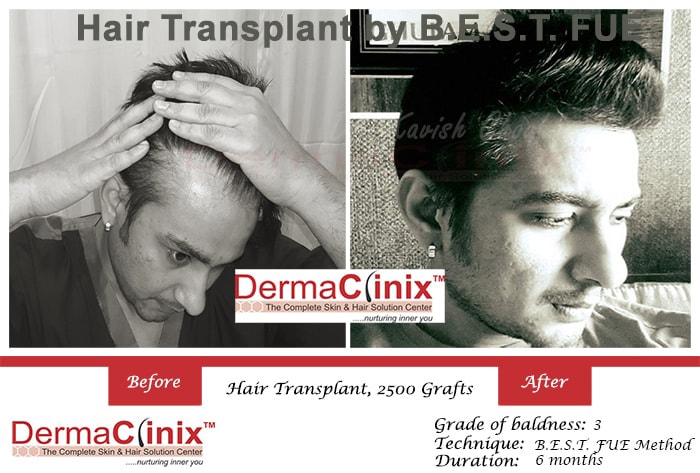 Hair Transplant by B.E.S.T. FUE
Kavish
DermaClinix™
The Complete Skin & Hair Solution Center
.....nurturing inner you
Before
Hair Transplant, 2500 Grafts
After
DermaClinix™
The Complete Skin & Hair Solution Center
.....nurturing inner you
Grade of baldness: 3
Technique: B.E.S.T. FUE Method
Duration: 6 months